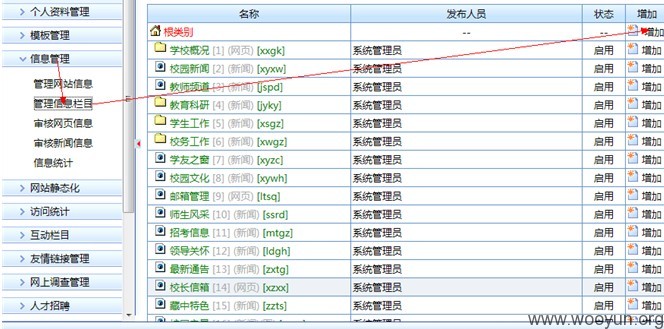 个人资料管理
模板管理
信息管理
管理网站信息
管理信息栏目
审核网页信息
审核新闻信息
信息统计
网站静态化
访问统计
互动栏目
友情链接管理
网上调查管理
人才招聘
名称 发布人员 状态 增加
根类别 -- -- 增加
学校概况 [1] (网页) [xxgk] 系统管理员 启用 增加
校园新闻 [2] (新闻) [xyxw] 系统管理员 启用 增加
教师频道 [3] (新闻) [jspd] 系统管理员 启用 增加
教育科研 [4] (新闻) [jyky] 系统管理员 启用 增加
学生工作 [5] (新闻) [xsgz] 系统管理员 启用 增加
校务工作 [6] (新闻) [xwgz] 系统管理员 启用 增加
学友之窗 [7] (新闻) [xyzc] 系统管理员 启用 增加
校园文化 [8] (新闻) [xywh] 系统管理员 启用 增加
邮箱管理 [9] (网页) [ltsq] 系统管理员 启用 增加
师生风采 [10] (新闻) [ssrd] 系统管理员 启用 增加
招考信息 [11] (新闻) [mtgz] 系统管理员 启用 增加
领导关怀 [12] (新闻) [ldgh] 系统管理员 启用 增加
最新通告 [13] (新闻) [zxtg] 系统管理员 启用 增加
校长信箱 [14] (网页) [xzxx] 系统管理员 启用 增加
藏中特色 [15] (新闻) [zzts] 系统管理员 启用 增加
www.wooyun.org